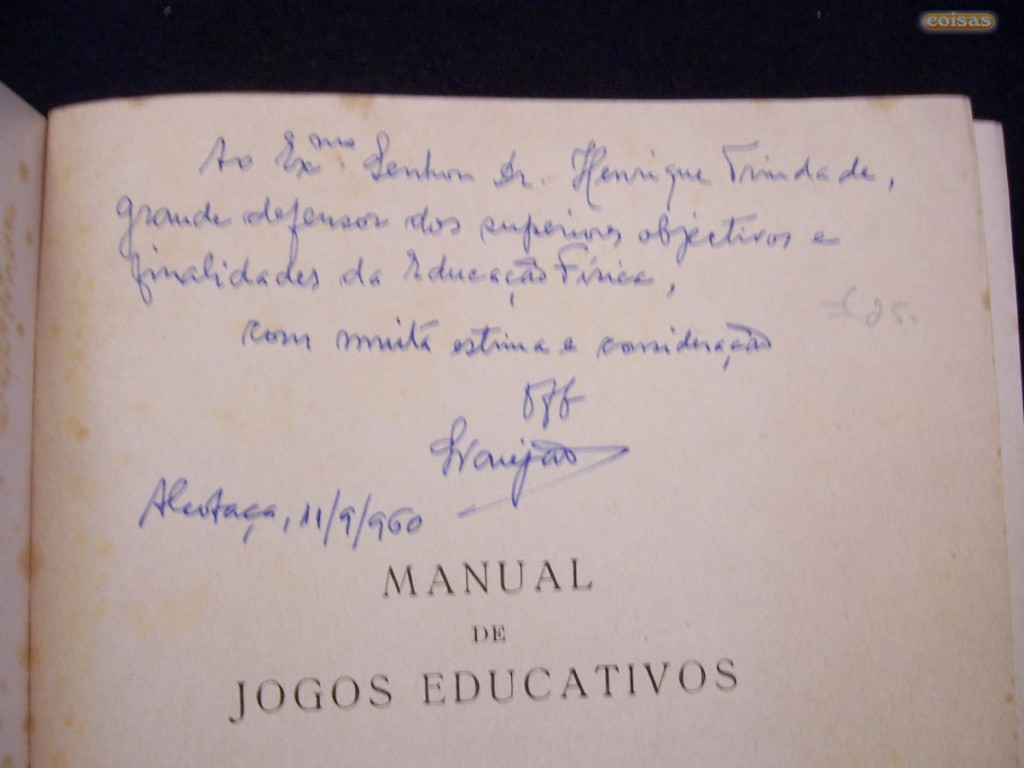 coisas
Ao Ex.mo Senhor Dr. Henrique Trindade,
grande defensor dos superiores objectivos e
finalidades da Educação Física,
com muita estima e consideração
Alcobaça, 11/9/960
MANUAL
DE
JOGOS EDUCATIVOS